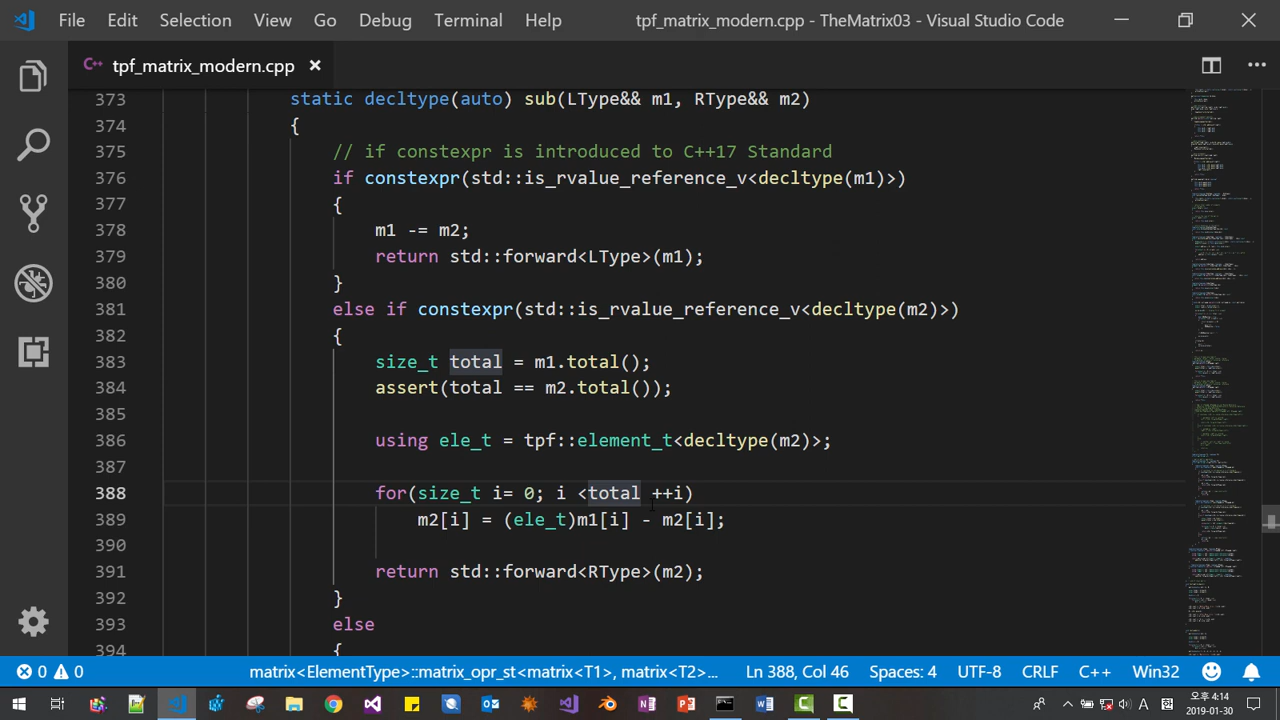 File Edit Selection View Go Debug Terminal Help tpf_matrix_modern.cpp - TheMatrix03 - Visual Studio Code
C++ tpf_matrix_modern.cpp
373 static decltype(auto) sub(LType&& m1, RType&& m2)
374 {
375 // if constexpr is introduced to C++17 Standard
376 if constexpr(std::is_rvalue_reference_v<decltype(m1)>)
377 {
378 m1 -= m2;
379 return std::forward<LType>(m1);
380 }
381 else if constexpr(std::is_rvalue_reference_v<decltype(m2)>)
382 {
383 size_t total = m1.total();
384 assert(total == m2.total());
385
386 using ele_t = tpf::element_t<decltype(m2)>;
387
388 for(size_t i= 0; i <total ++i)
389 m2[i] = (ele_t)m1[i] - m2[i];
390
391 return std::forward<RType>(m2);
392 }
393 else
394 {
0 0 matrix<ElementType>::matrix_opr_st<matrix<T1>, matrix<T2>... Ln 388, Col 46 Spaces: 4 UTF-8 CRLF C++ Win32
A 오후 4:14
2019-01-30